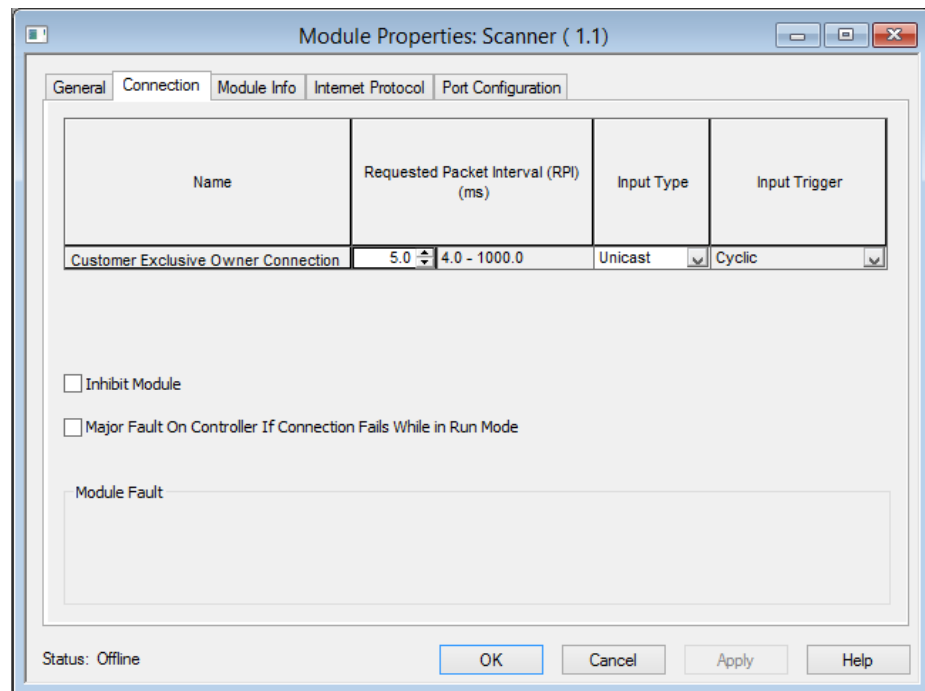 Module Properties: Scanner ( 1.1)
General Connection Module Info Internet Protocol Port Configuration
Name Requested Packet Interval (RPI) Input Type Input Trigger
(ms)
Customer Exclusive Owner Connection 5.0 4.0 - 1000.0 Unicast Cyclic
Inhibit Module
Major Fault On Controller If Connection Fails While in Run Mode
Module Fault
Status: Offline OK Cancel Apply Help